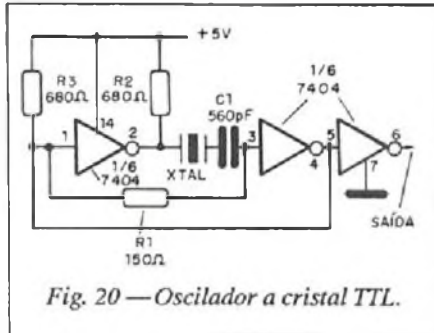 +5V
R3
680Ω
R2
680Ω
C1
560pF
1/6
7404
14
1
2
3
4
5
6
7
1/6
7404
XTAL
R1
150Ω
SAÍDA
Fig. 20 — Oscilador a cristal TTL.